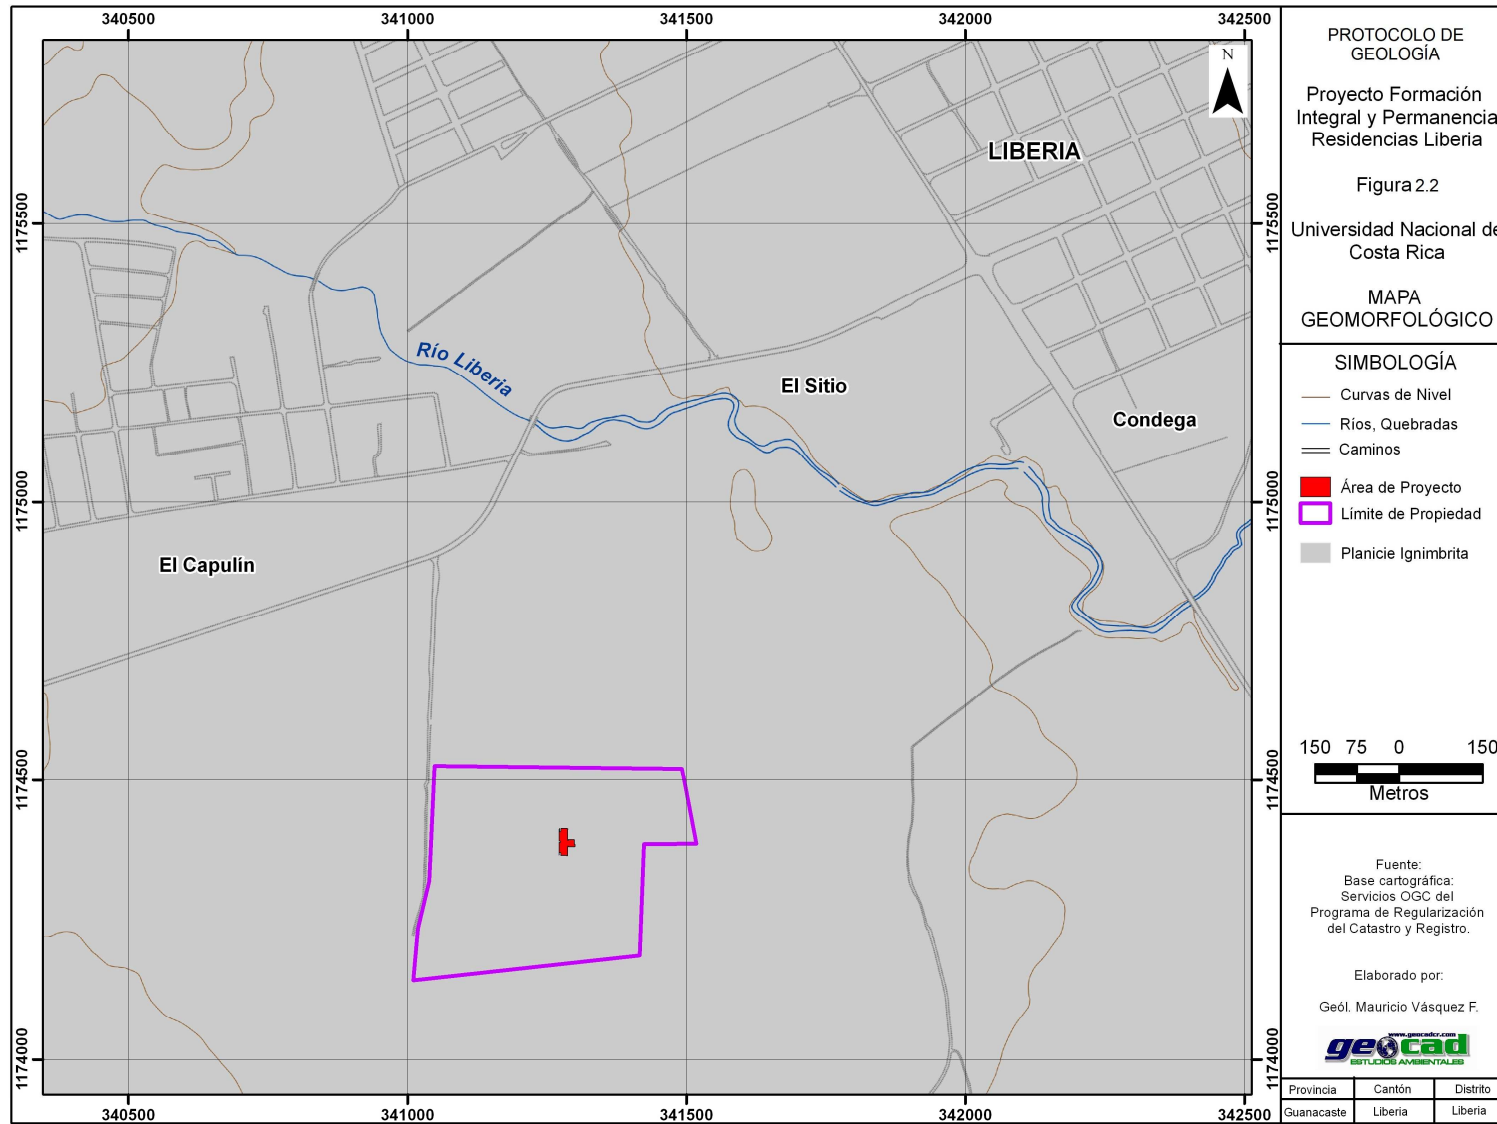 340500 341000 341500 342000 342500
1175500
1175000
1174500
1174000
N
LIBERIA
Río Liberia
El Sitio
Condega
El Capulín
1175500
1175000
1174500
1174000
340500 341000 341500 342000 342500
PROTOCOLO DE
GEOLOGÍA
Proyecto Formación
Integral y Permanencia
Residencias Liberia
Figura 2.2
Universidad Nacional de
Costa Rica
MAPA
GEOMORFOLÓGICO
SIMBOLOGÍA
Curvas de Nivel
Ríos, Quebradas
Caminos
Área de Proyecto
Límite de Propiedad
Planicie Ignimbrita
150 75 0 150
Metros
Fuente:
Base cartográfica:
Servicios OGC del
Programa de Regularización
del Catastro y Registro.
Elaborado por:
Geól. Mauricio Vásquez F.
www.geocadcr.com
geocad
ESTUDIOS AMBIENTALES
Provincia Cantón Distrito
Guanacaste Liberia Liberia